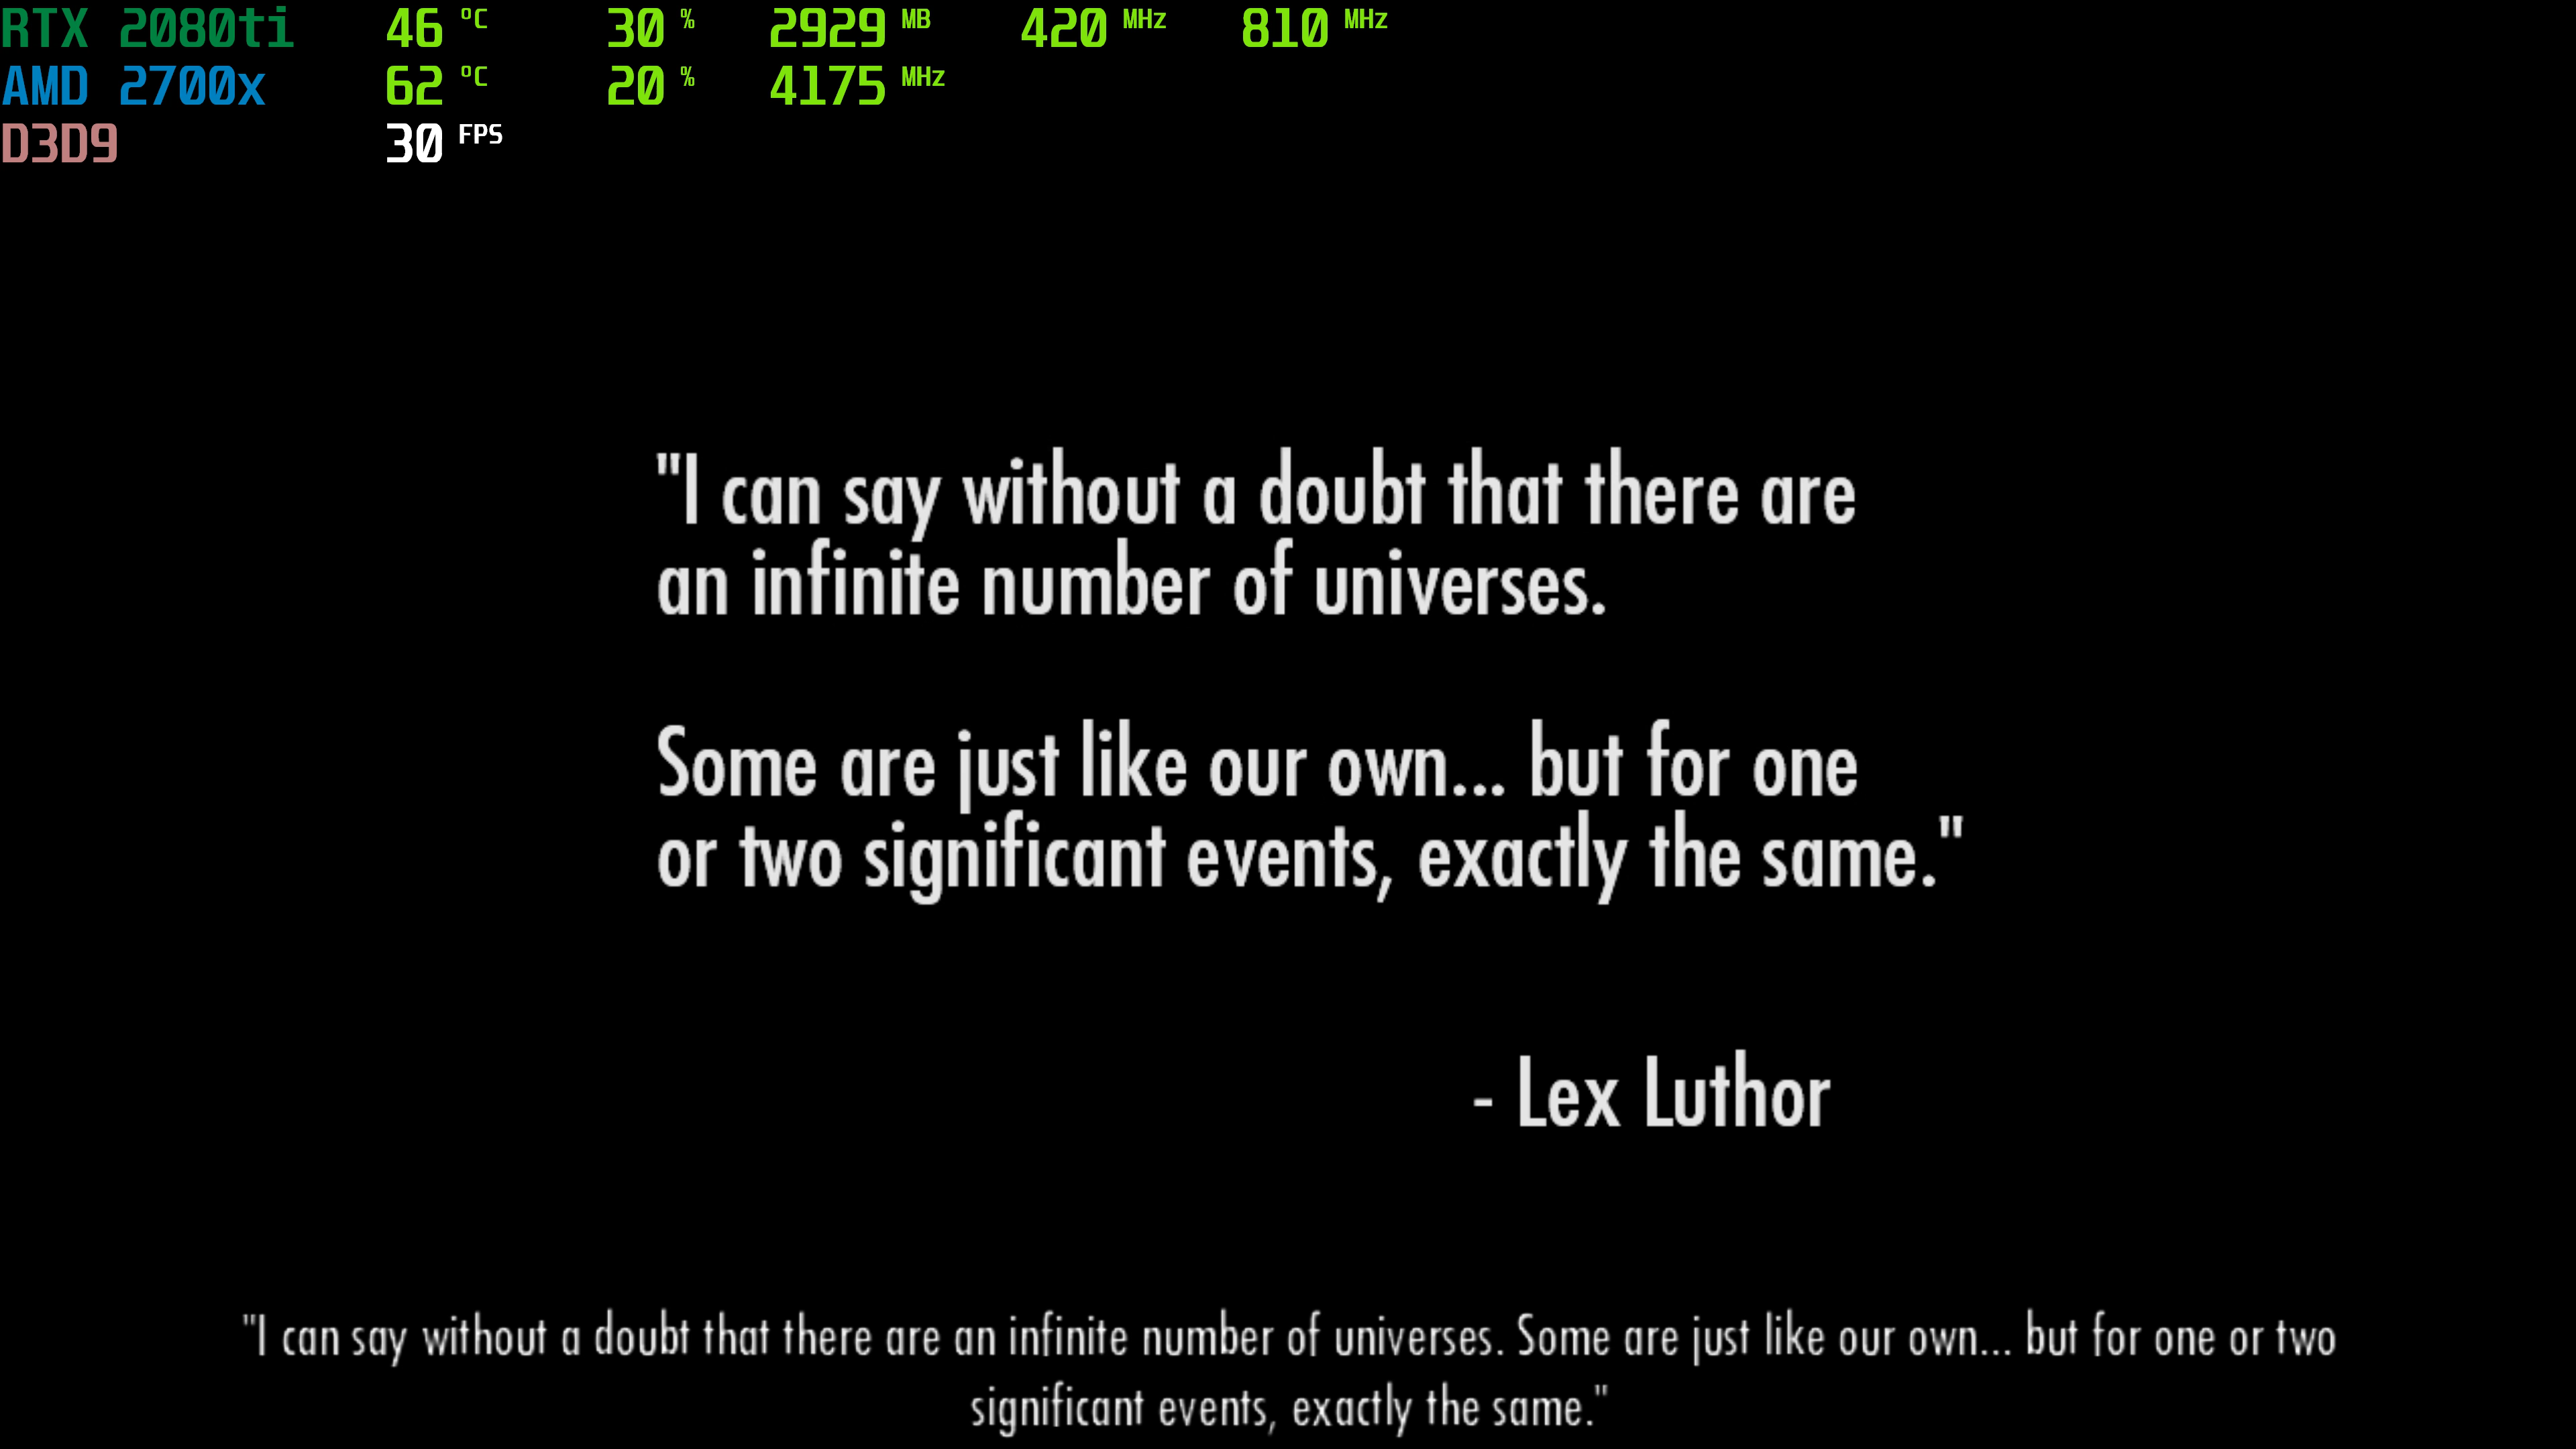 RTX 2080ti 46 °C 30 % 2929 MB 420 MHz 810 MHz
AMD 2700x 62 °C 20 % 4175 MHz
D3D9 30 FPS
"I can say without a doubt that there are
an infinite number of universes.
Some are just like our own... but for one
or two significant events, exactly the same."
- Lex Luthor
"I can say without a doubt that there are an infinite number of universes. Some are just like our own... but for one or two
significant events, exactly the same."